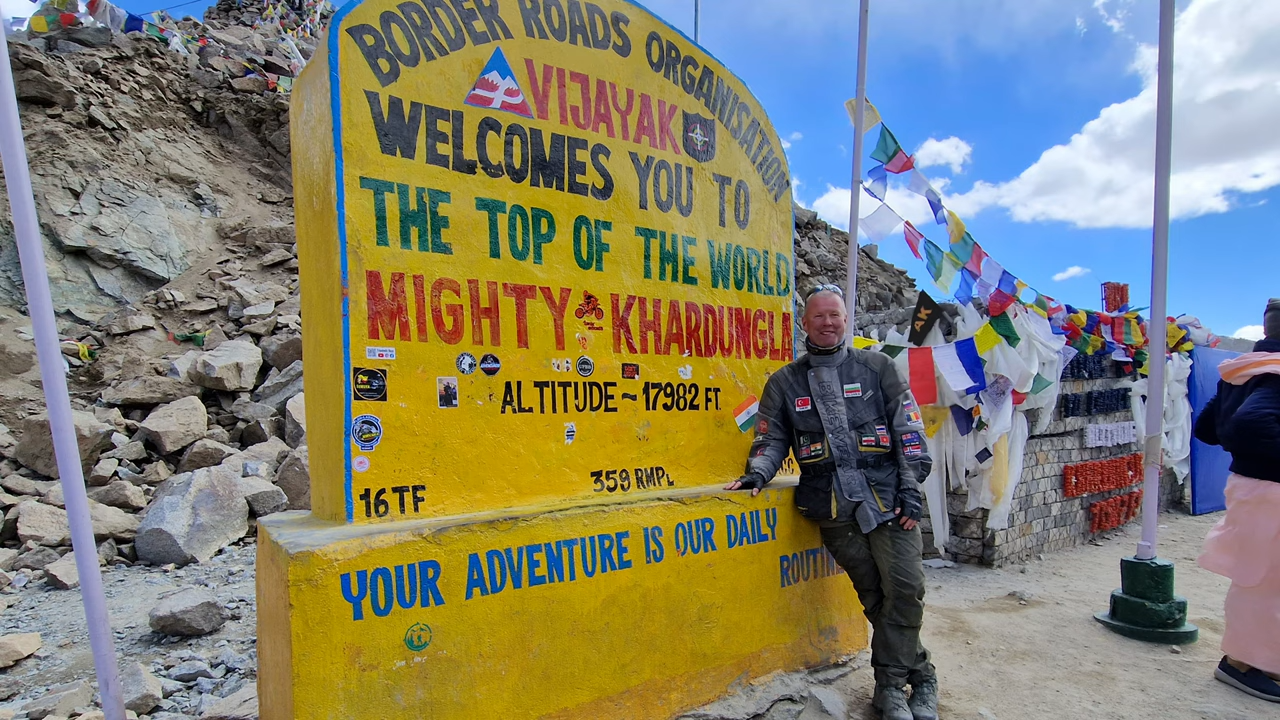 BORDER ROADS ORGANISATION
VIJAYAK
WELCOMES YOU TO
THE TOP OF THE WORLD
MIGHTY KHARDUNGLA
ALTITUDE ~ 17982 FT
16 TF
359 RMPL
YOUR ADVENTURE IS OUR DAILY
AK